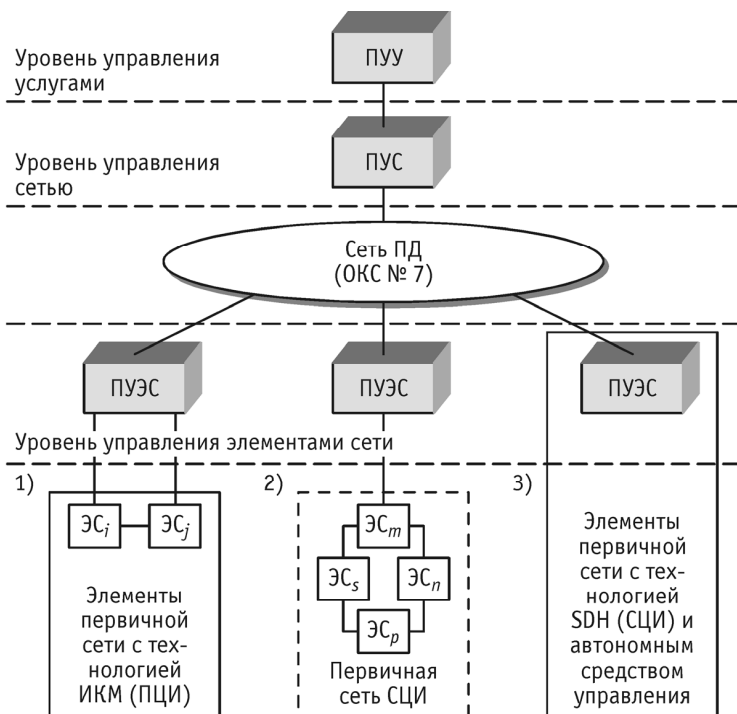 Уровень управления
услугами
ПУУ
Уровень управления
сетью
ПУС
Сеть ПД
(ОКС № 7)
ПУЭС
ПУЭС
ПУЭС
Уровень управления элементами сети
1)
2)
3)
ЭСi
ЭСj
Элементы
первичной
сети с тех-
нологией
ИКМ (ПЦИ)
ЭСm
ЭСs
ЭСn
ЭСp
Первичная
сеть СЦИ
Элементы
первичной
сети с тех-
нологией
SDH (СЦИ) и
автономным
средством
управления